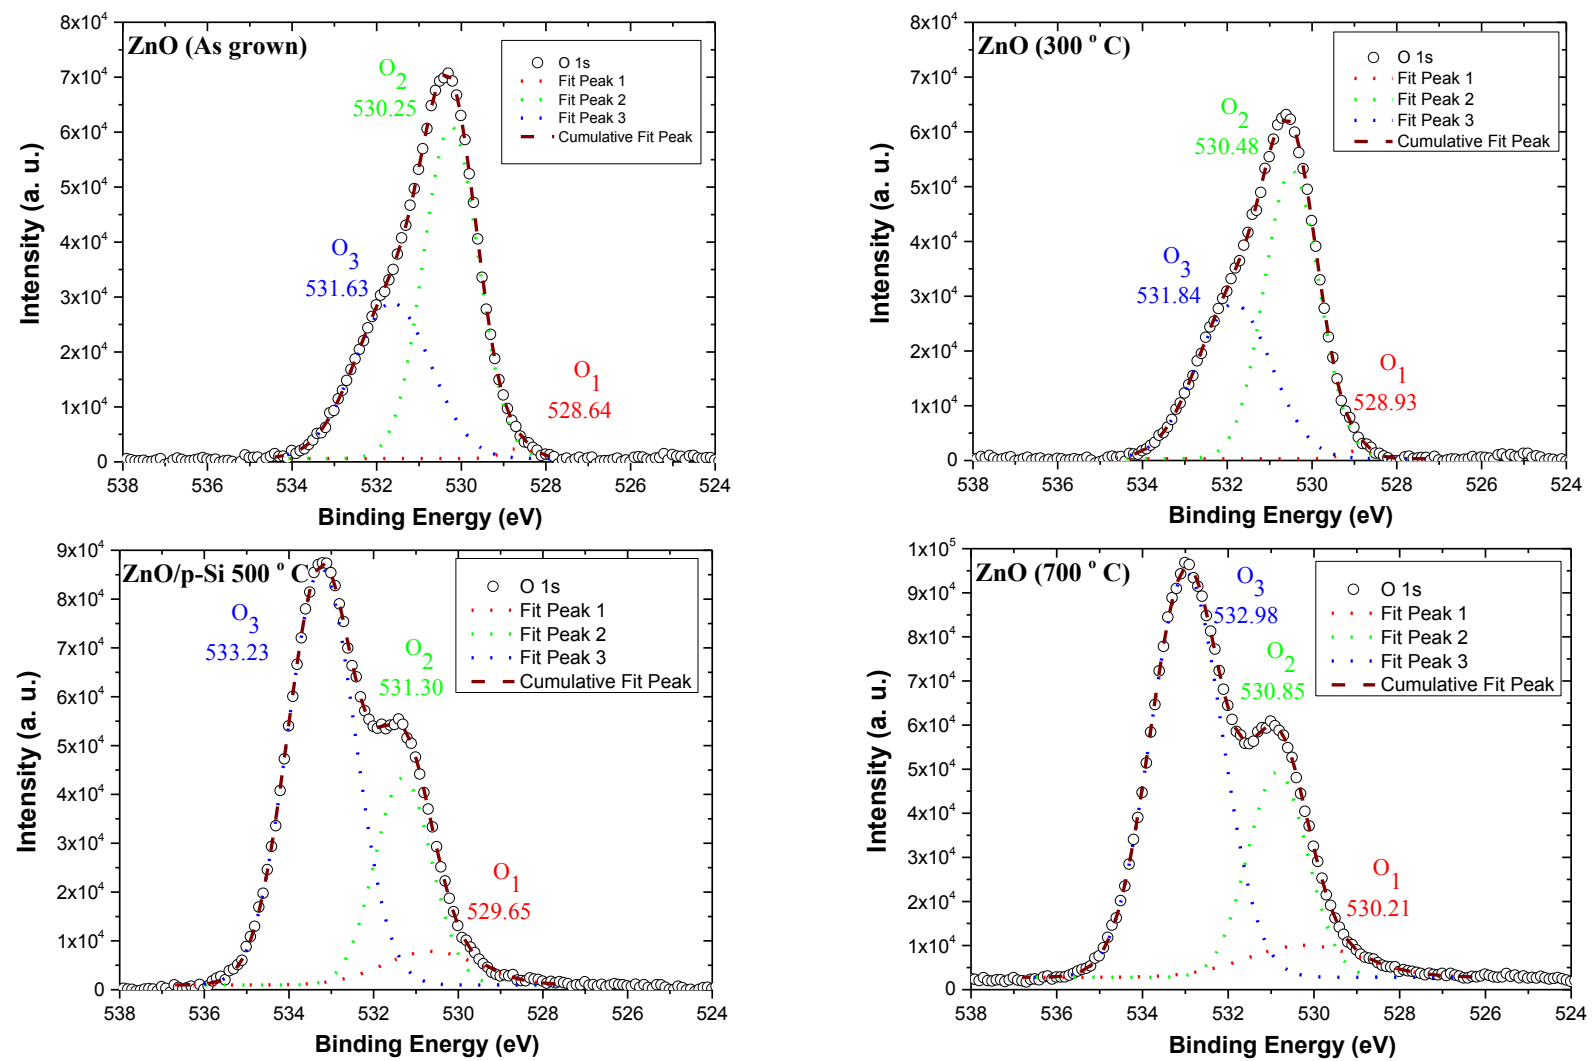 ZnO (As grown)
O 1s
Fit Peak 1
Fit Peak 2
Fit Peak 3
Cumulative Fit Peak
O2
530.25
O3
531.63
O1
528.64
8x10^4
7x10^4
6x10^4
5x10^4
4x10^4
3x10^4
2x10^4
1x10^4
0
538 536 534 532 530 528 526 524
Intensity (a. u.)
Binding Energy (eV)
ZnO (300 ° C)
O 1s
Fit Peak 1
Fit Peak 2
Fit Peak 3
Cumulative Fit Peak
O2
530.48
O3
531.84
O1
528.93
8x10^4
7x10^4
6x10^4
5x10^4
4x10^4
3x10^4
2x10^4
1x10^4
0
538 536 534 532 530 528 526 524
Intensity (a. u.)
Binding Energy (eV)
ZnO/p-Si 500 ° C
O 1s
Fit Peak 1
Fit Peak 2
Fit Peak 3
Cumulative Fit Peak
O3
533.23
O2
531.30
O1
529.65
9x10^4
8x10^4
7x10^4
6x10^4
5x10^4
4x10^4
3x10^4
2x10^4
1x10^4
0
538 536 534 532 530 528 526 524
Intensity (a. u.)
Binding Energy (eV)
ZnO (700 ° C)
O 1s
Fit Peak 1
Fit Peak 2
Fit Peak 3
Cumulative Fit Peak
O3
532.98
O2
530.85
O1
530.21
1x10^5
9x10^4
8x10^4
7x10^4
6x10^4
5x10^4
4x10^4
3x10^4
2x10^4
1x10^4
0
538 536 534 532 530 528 526 524
Intensity (a. u.)
Binding Energy (eV)